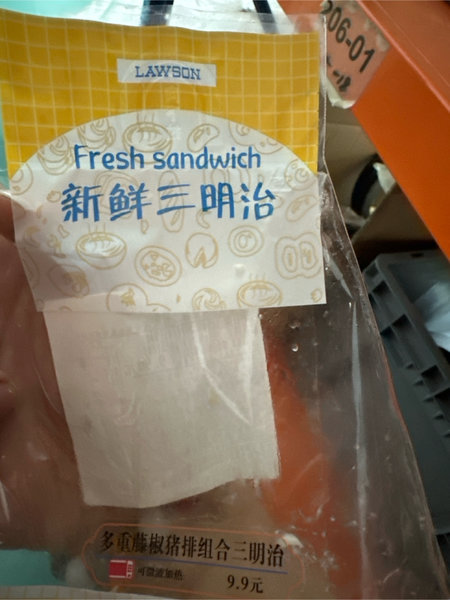 LAWSON
206-01
Fresh sandwich
新鲜三明治
多重藤椒猪排组合三明治
可微波加热
9.9元